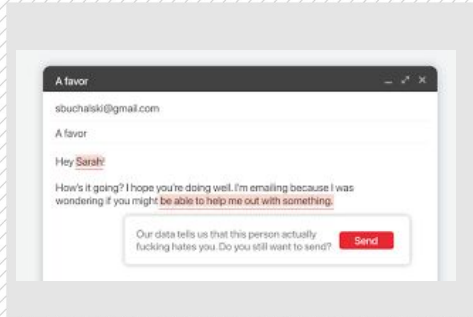 A favor
sbuchalski@gmail.com
A favor
Hey Sarah!
How's it going? I hope you're doing well. I'm emailing because I was
wondering if you might be able to help me out with something.
Our data tells us that this person actually
fucking hates you. Do you still want to send?
Send